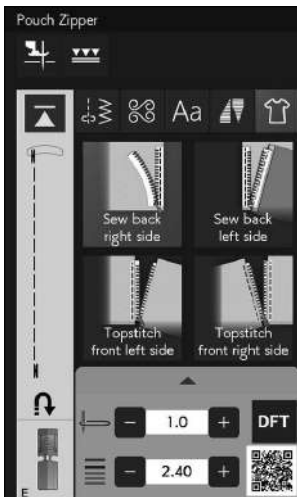 Pouch Zipper
Aa
Sew back
right side
Sew back
left side
Topstitch
front left side
Topstitch
front right side
− 1.0 + DFT
− 2.40 +
E